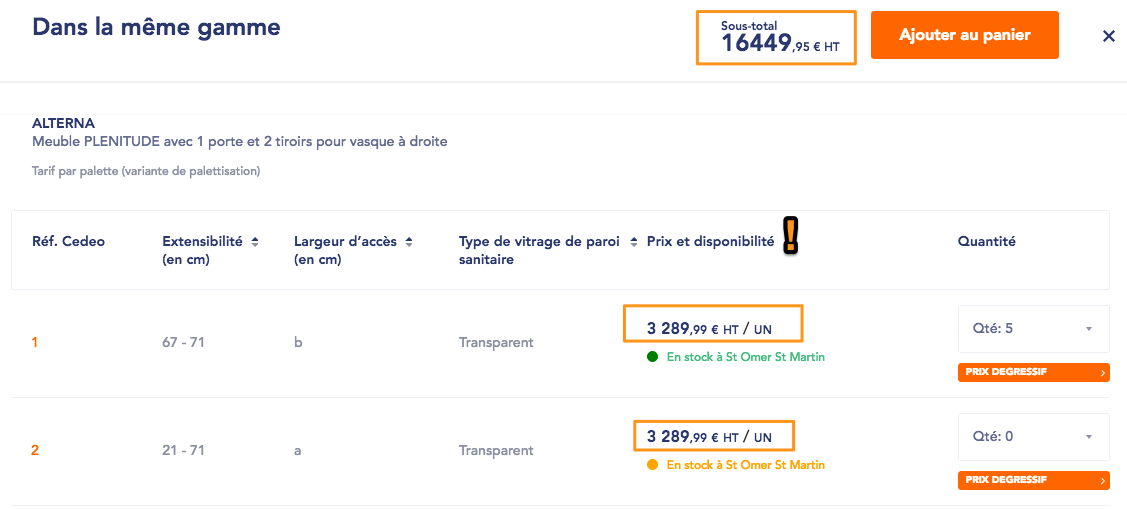 Dans la même gamme
Sous-total
16449,95 € HT
Ajouter au panier
×
ALTERNA
Meuble PLENITUDE avec 1 porte et 2 tiroirs pour vasque à droite
Tarif par palette (variante de palettisation)
Réf. Cedeo
Extensibilité
(en cm)
Largeur d'accès
(en cm)
Type de vitrage de paroi
sanitaire
Prix et disponibilité
!
Quantité
1
67 - 71
b
Transparent
3 289,99 € HT / UN
En stock à St Omer St Martin
Qté: 5
PRIX DEGRESSIF
2
21 - 71
a
Transparent
3 289,99 € HT / UN
En stock à St Omer St Martin
Qté: 0
PRIX DEGRESSIF